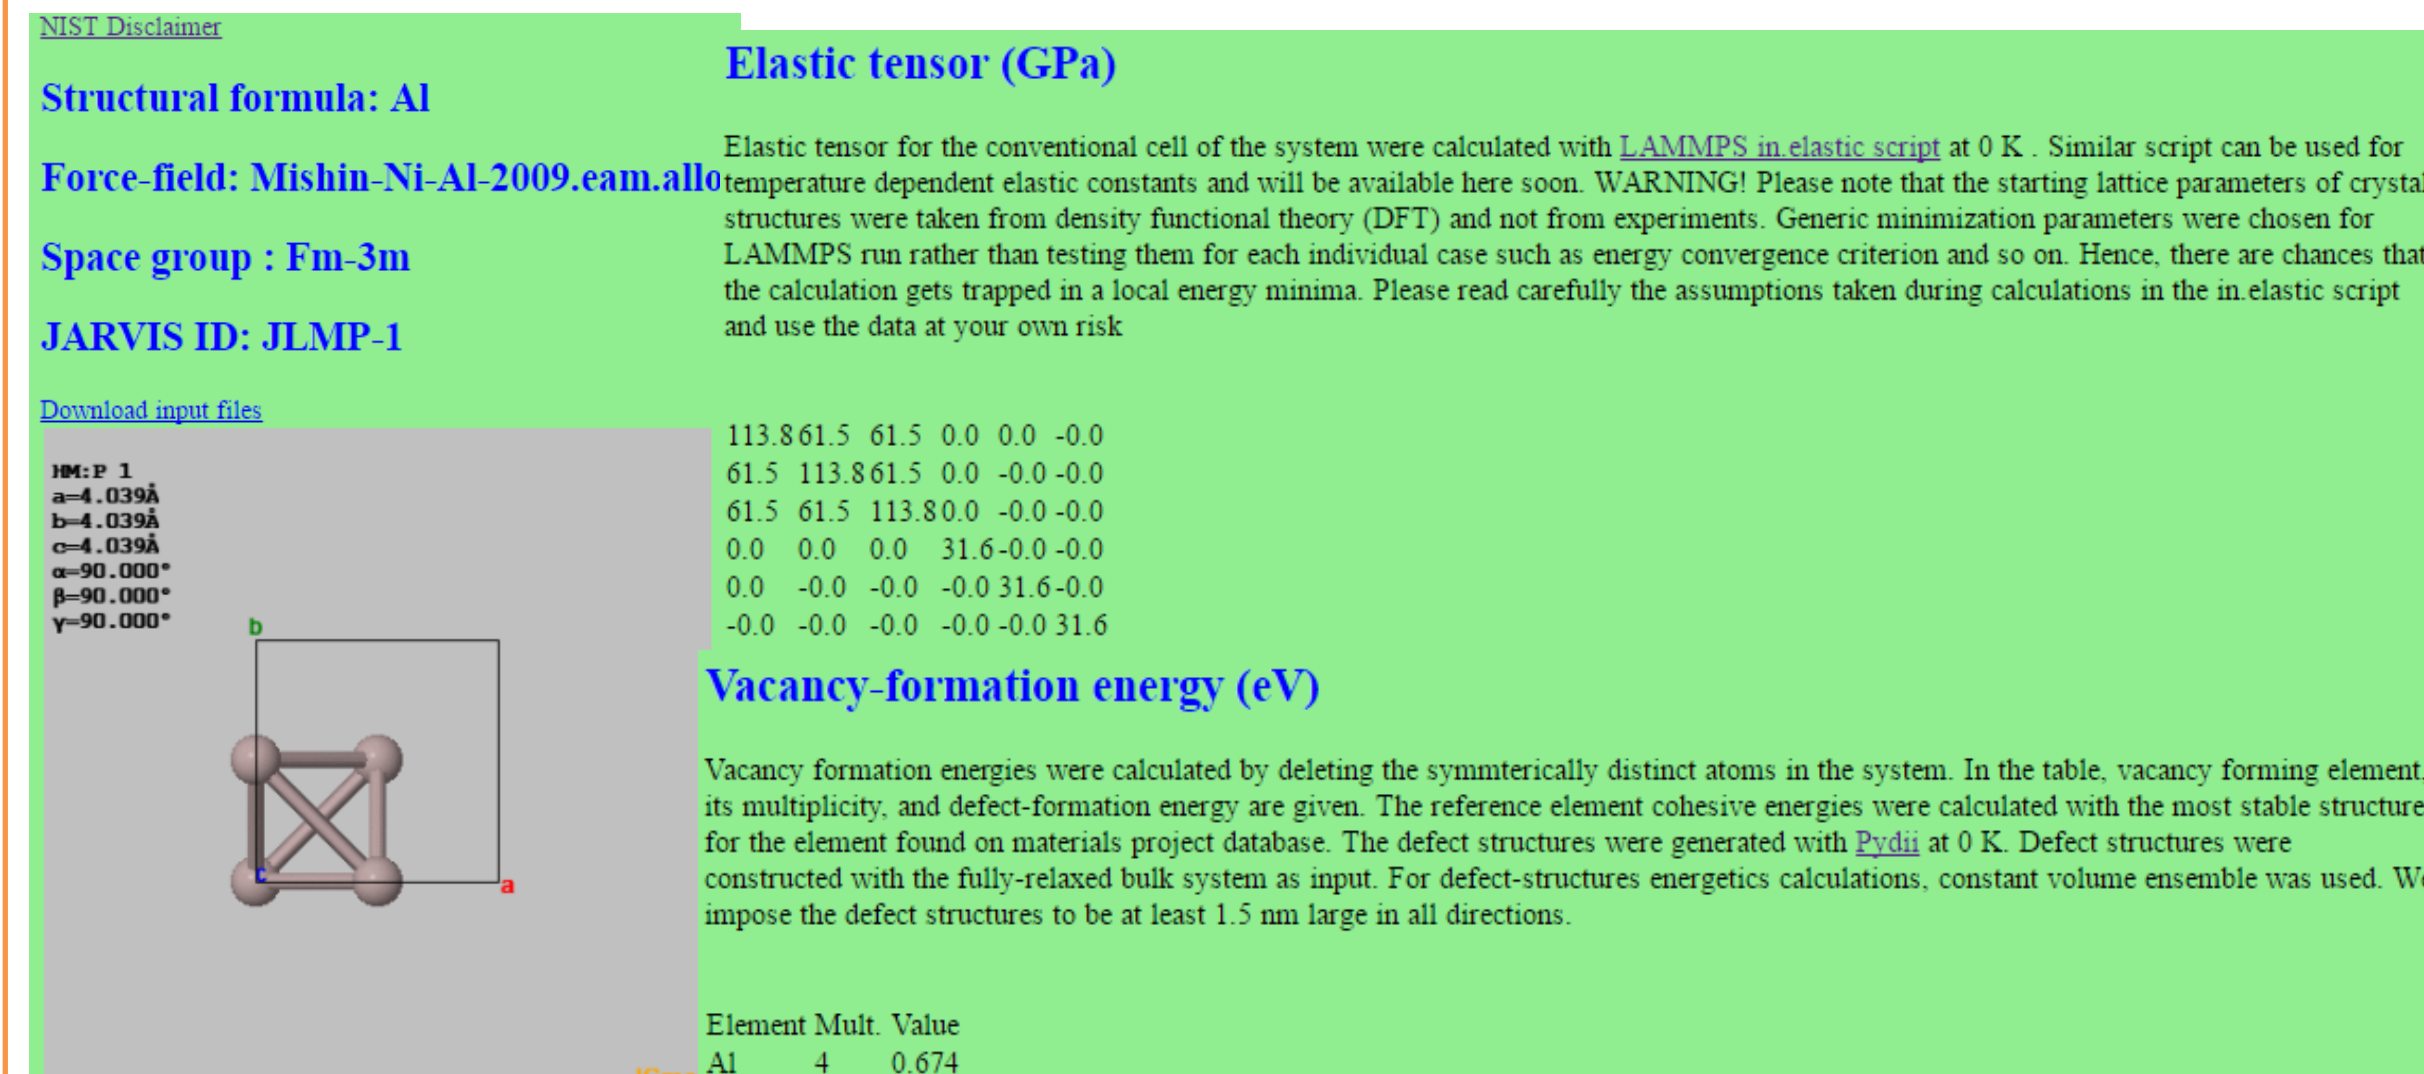 NIST Disclaimer
Structural formula: Al
Force-field: Mishin-Ni-Al-2009.eam.allo
Space group : Fm-3m
JARVIS ID: JLMP-1
Download input files
HM:P 1
a=4.039Å
b=4.039Å
c=4.039Å
α=90.000°
β=90.000°
γ=90.000°
b
c
a
Elastic tensor (GPa)
Elastic tensor for the conventional cell of the system were calculated with LAMMPS in.elastic script at 0 K . Similar script can be used for
temperature dependent elastic constants and will be available here soon. WARNING! Please note that the starting lattice parameters of crystal
structures were taken from density functional theory (DFT) and not from experiments. Generic minimization parameters were chosen for
LAMMPS run rather than testing them for each individual case such as energy convergence criterion and so on. Hence, there are chances that
the calculation gets trapped in a local energy minima. Please read carefully the assumptions taken during calculations in the in.elastic script
and use the data at your own risk
113.8 61.5 61.5 0.0 0.0 -0.0
61.5 113.8 61.5 0.0 -0.0 -0.0
61.5 61.5 113.8 0.0 -0.0 -0.0
0.0 0.0 0.0 31.6 -0.0 -0.0
0.0 -0.0 -0.0 -0.0 31.6 -0.0
-0.0 -0.0 -0.0 -0.0 -0.0 31.6
Vacancy-formation energy (eV)
Vacancy formation energies were calculated by deleting the symmterically distinct atoms in the system. In the table, vacancy forming element,
its multiplicity, and defect-formation energy are given. The reference element cohesive energies were calculated with the most stable structure
for the element found on materials project database. The defect structures were generated with Pydii at 0 K. Defect structures were
constructed with the fully-relaxed bulk system as input. For defect-structures energetics calculations, constant volume ensemble was used. We
impose the defect structures to be at least 1.5 nm large in all directions.
Element Mult. Value
Al 4 0.674